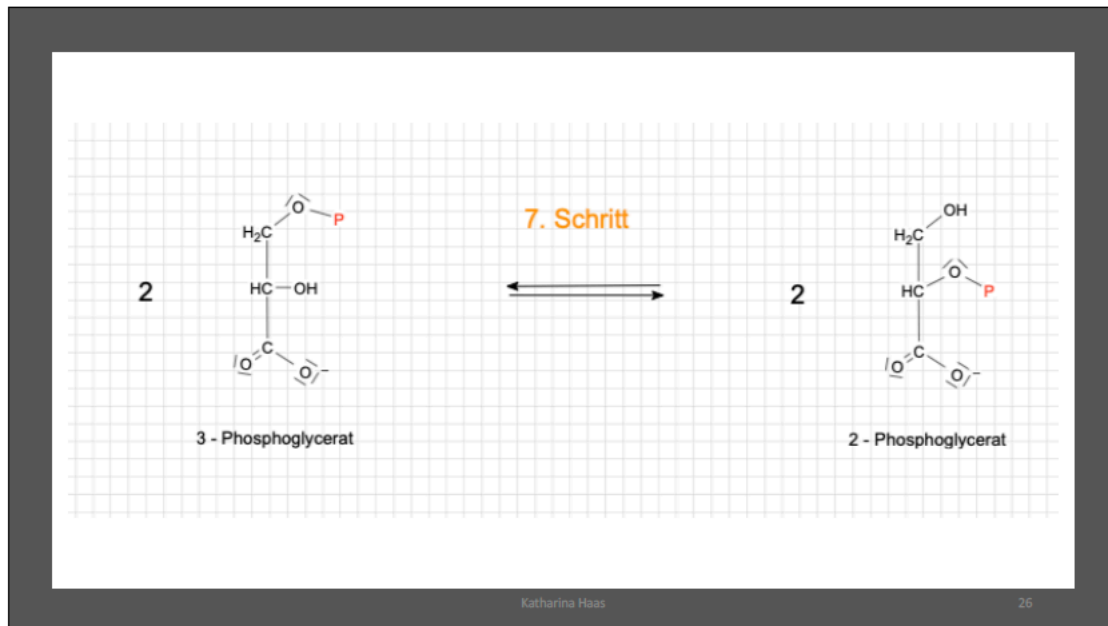 7. Schritt
2
O
P
H₂C
HC—OH
C
O
O⁻
3 - Phosphoglycerat
2
OH
H₂C
O
P
HC
C
O
O⁻
2 - Phosphoglycerat
Katharina Haas
26